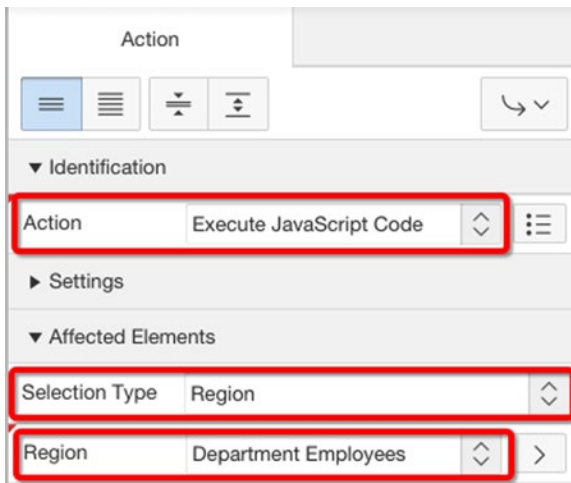 Action
Identification
Action Execute JavaScript Code
Settings
Affected Elements
Selection Type Region
Region Department Employees